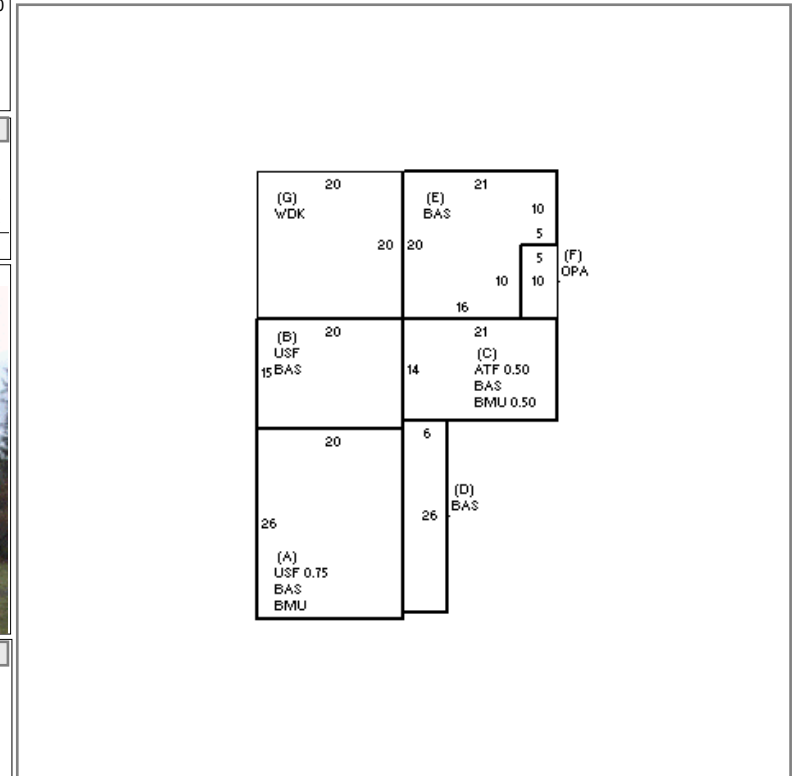 20
(G)
WDK
20
21
(E)
BAS
10
5
20
5
(F)
OPA
10
10
16
20
(B)
USF
BAS
15
21
(C)
ATF 0.50
BAS
BMU 0.50
14
20
26
(A)
USF 0.75
BAS
BMU
6
(D)
BAS
26